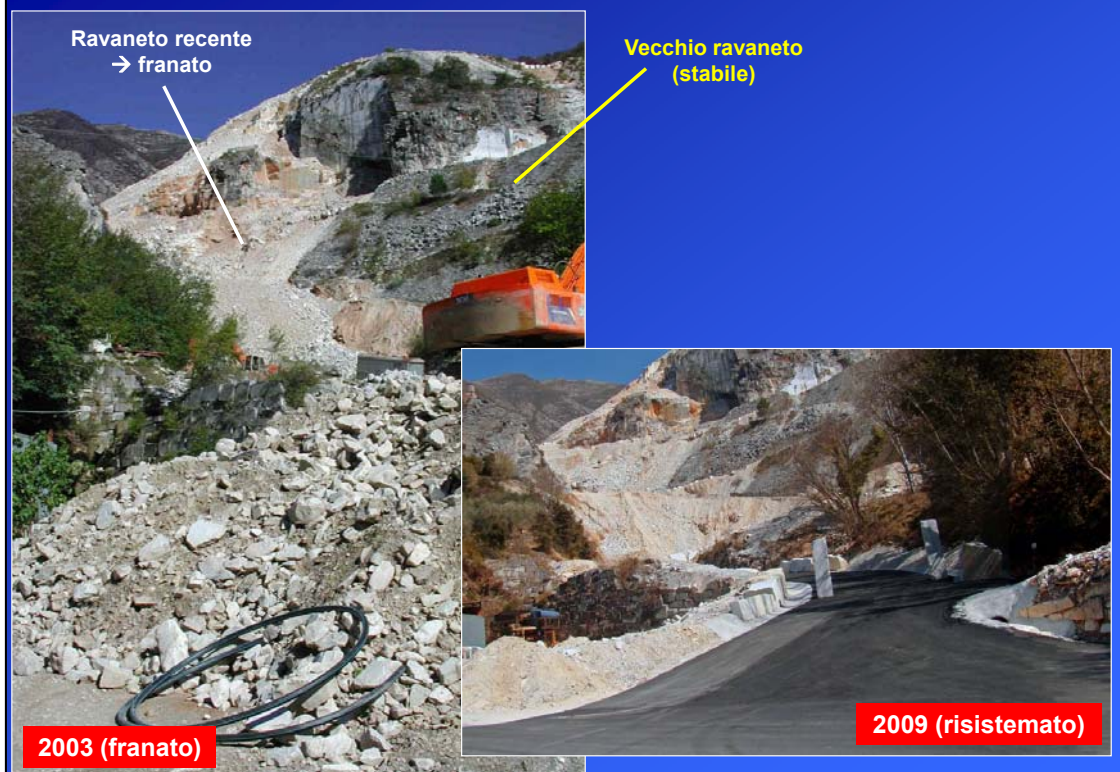 Ravaneto recente
→ franato
Vecchio ravaneto
(stabile)
2003 (franato)
2009 (risistemato)